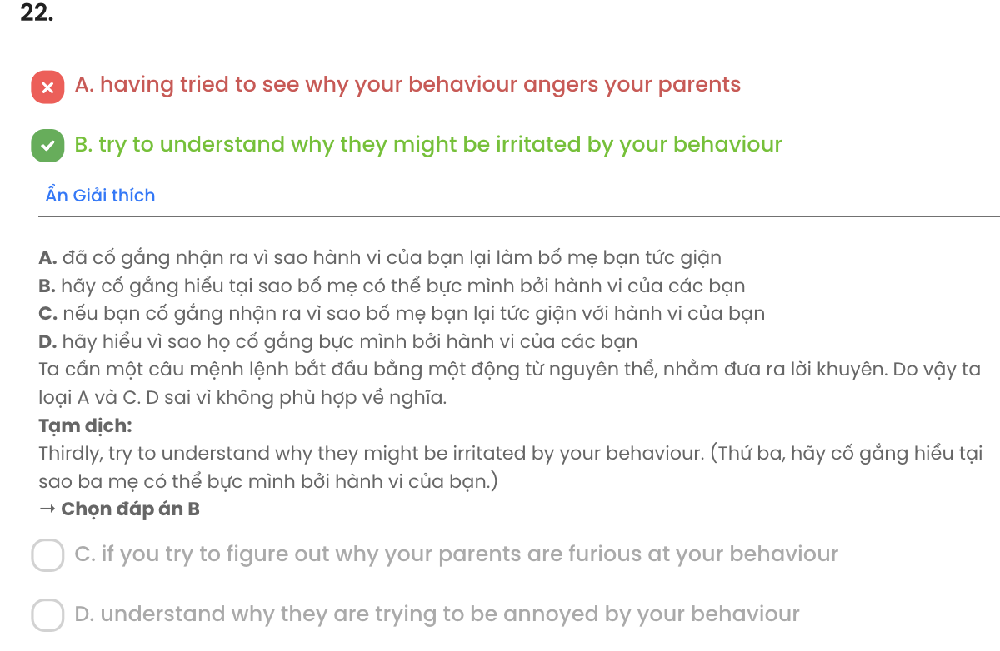 22.
A. having tried to see why your behaviour angers your parents
B. try to understand why they might be irritated by your behaviour
Ẩn Giải thích
A. đã cố gắng nhận ra vì sao hành vi của bạn lại làm bố mẹ bạn tức giận
B. hãy cố gắng hiểu tại sao bố mẹ có thể bực mình bởi hành vi của các bạn
C. nếu bạn cố gắng nhận ra vì sao bố mẹ bạn lại tức giận với hành vi của bạn
D. hãy hiểu vì sao họ cố gắng bực mình bởi hành vi của các bạn
Ta cần một câu mệnh lệnh bắt đầu bằng một động từ nguyên thể, nhằm đưa ra lời khuyên. Do vậy ta
loại A và C. D sai vì không phù hợp về nghĩa.
Tạm dịch:
Thirdly, try to understand why they might be irritated by your behaviour. (Thứ ba, hãy cố gắng hiểu tại
sao ba mẹ có thể bực mình bởi hành vi của bạn.)
→ Chọn đáp án B
C. if you try to figure out why your parents are furious at your behaviour
D. understand why they are trying to be annoyed by your behaviour